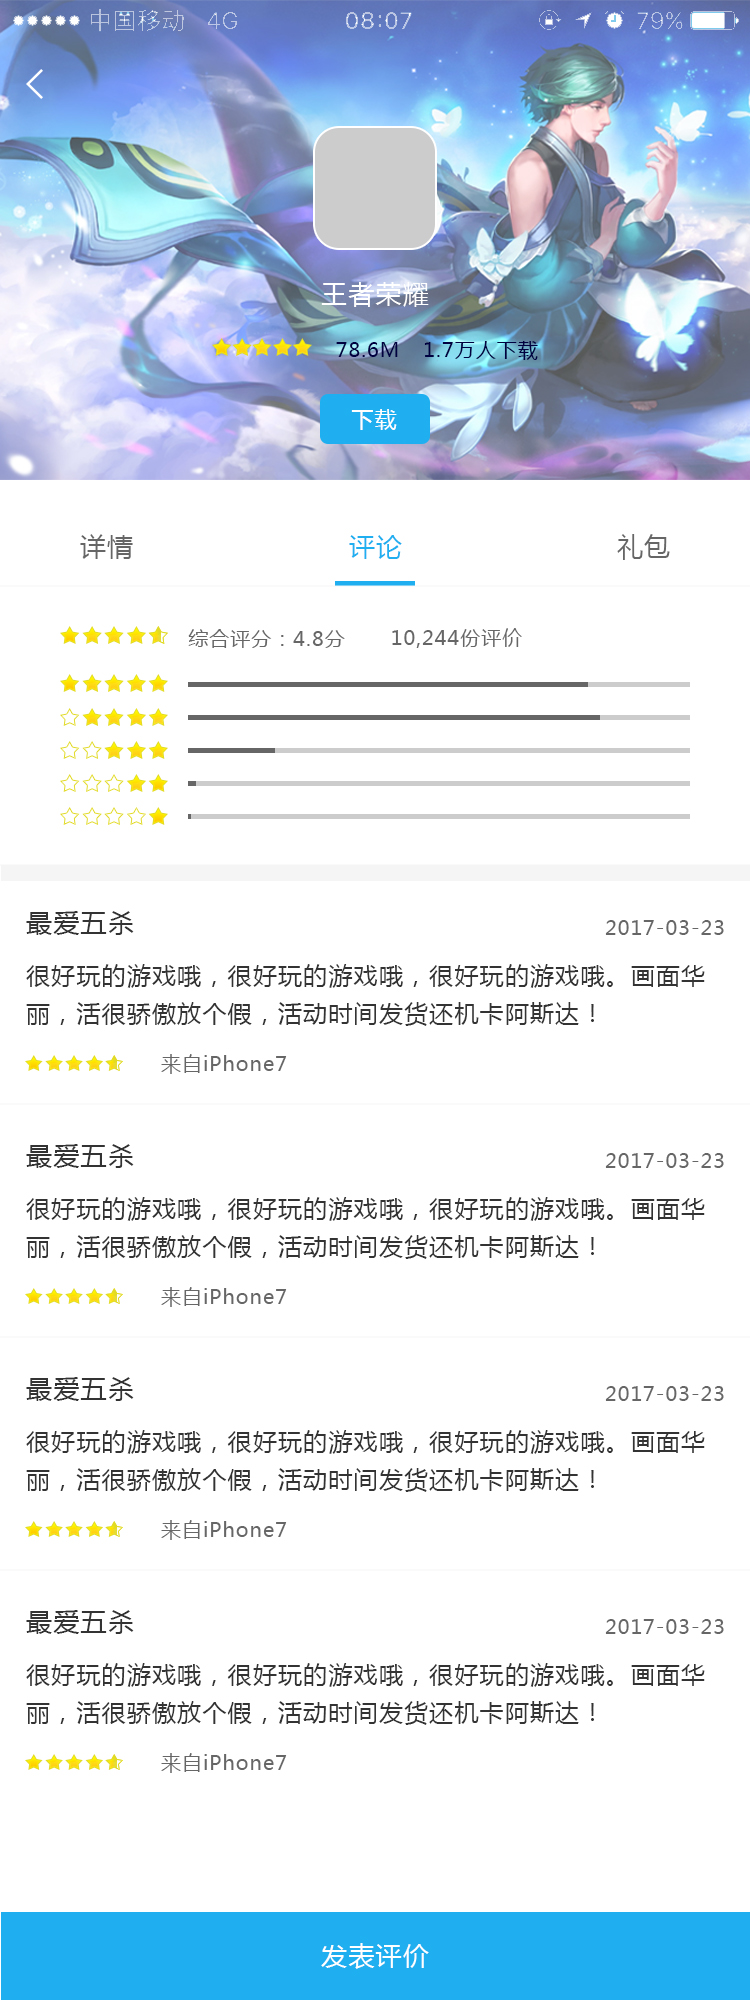 中国移动 4G 08:07 79%
王者荣耀
78.6M 1.7万人下载
下载
详情 评论 礼包
综合评分：4.8分 10,244份评价
最爱五杀 2017-03-23
很好玩的游戏哦，很好玩的游戏哦，很好玩的游戏哦。画面华
丽，活很骄傲放个假，活动时间发货还机卡阿斯达！
来自iPhone7
最爱五杀 2017-03-23
很好玩的游戏哦，很好玩的游戏哦，很好玩的游戏哦。画面华
丽，活很骄傲放个假，活动时间发货还机卡阿斯达！
来自iPhone7
最爱五杀 2017-03-23
很好玩的游戏哦，很好玩的游戏哦，很好玩的游戏哦。画面华
丽，活很骄傲放个假，活动时间发货还机卡阿斯达！
来自iPhone7
最爱五杀 2017-03-23
很好玩的游戏哦，很好玩的游戏哦，很好玩的游戏哦。画面华
丽，活很骄傲放个假，活动时间发货还机卡阿斯达！
来自iPhone7
发表评价